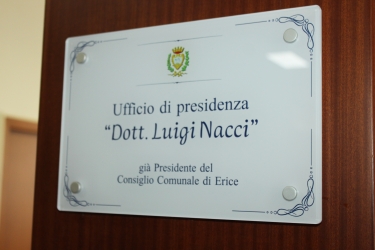 Ufficio di presidenza
“Dott. Luigi Nacci”
già Presidente del
Consiglio Comunale di Erice